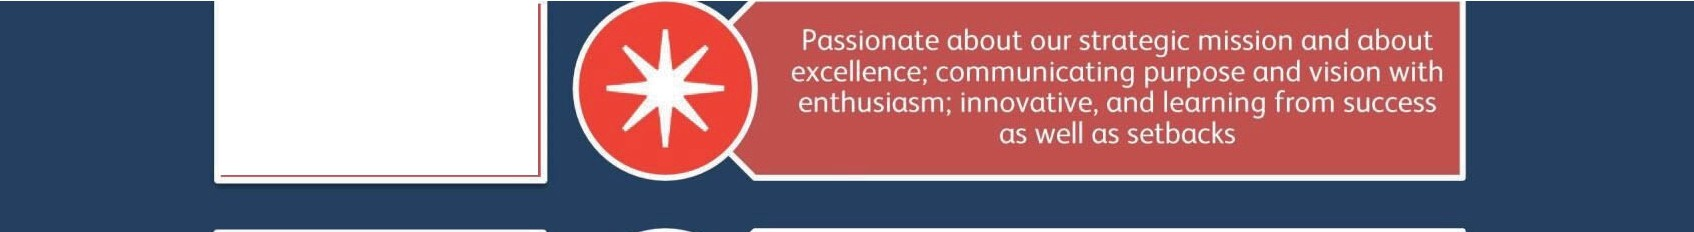 Passionate about our strategic mission and about
excellence; communicating purpose and vision with
enthusiasm; innovative, and learning from success
as well as setbacks